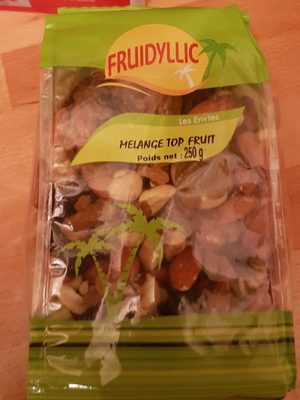 FRUIDYLLIC
Les Envies
MELANGE TOP FRUIT
Poids net : 250 g